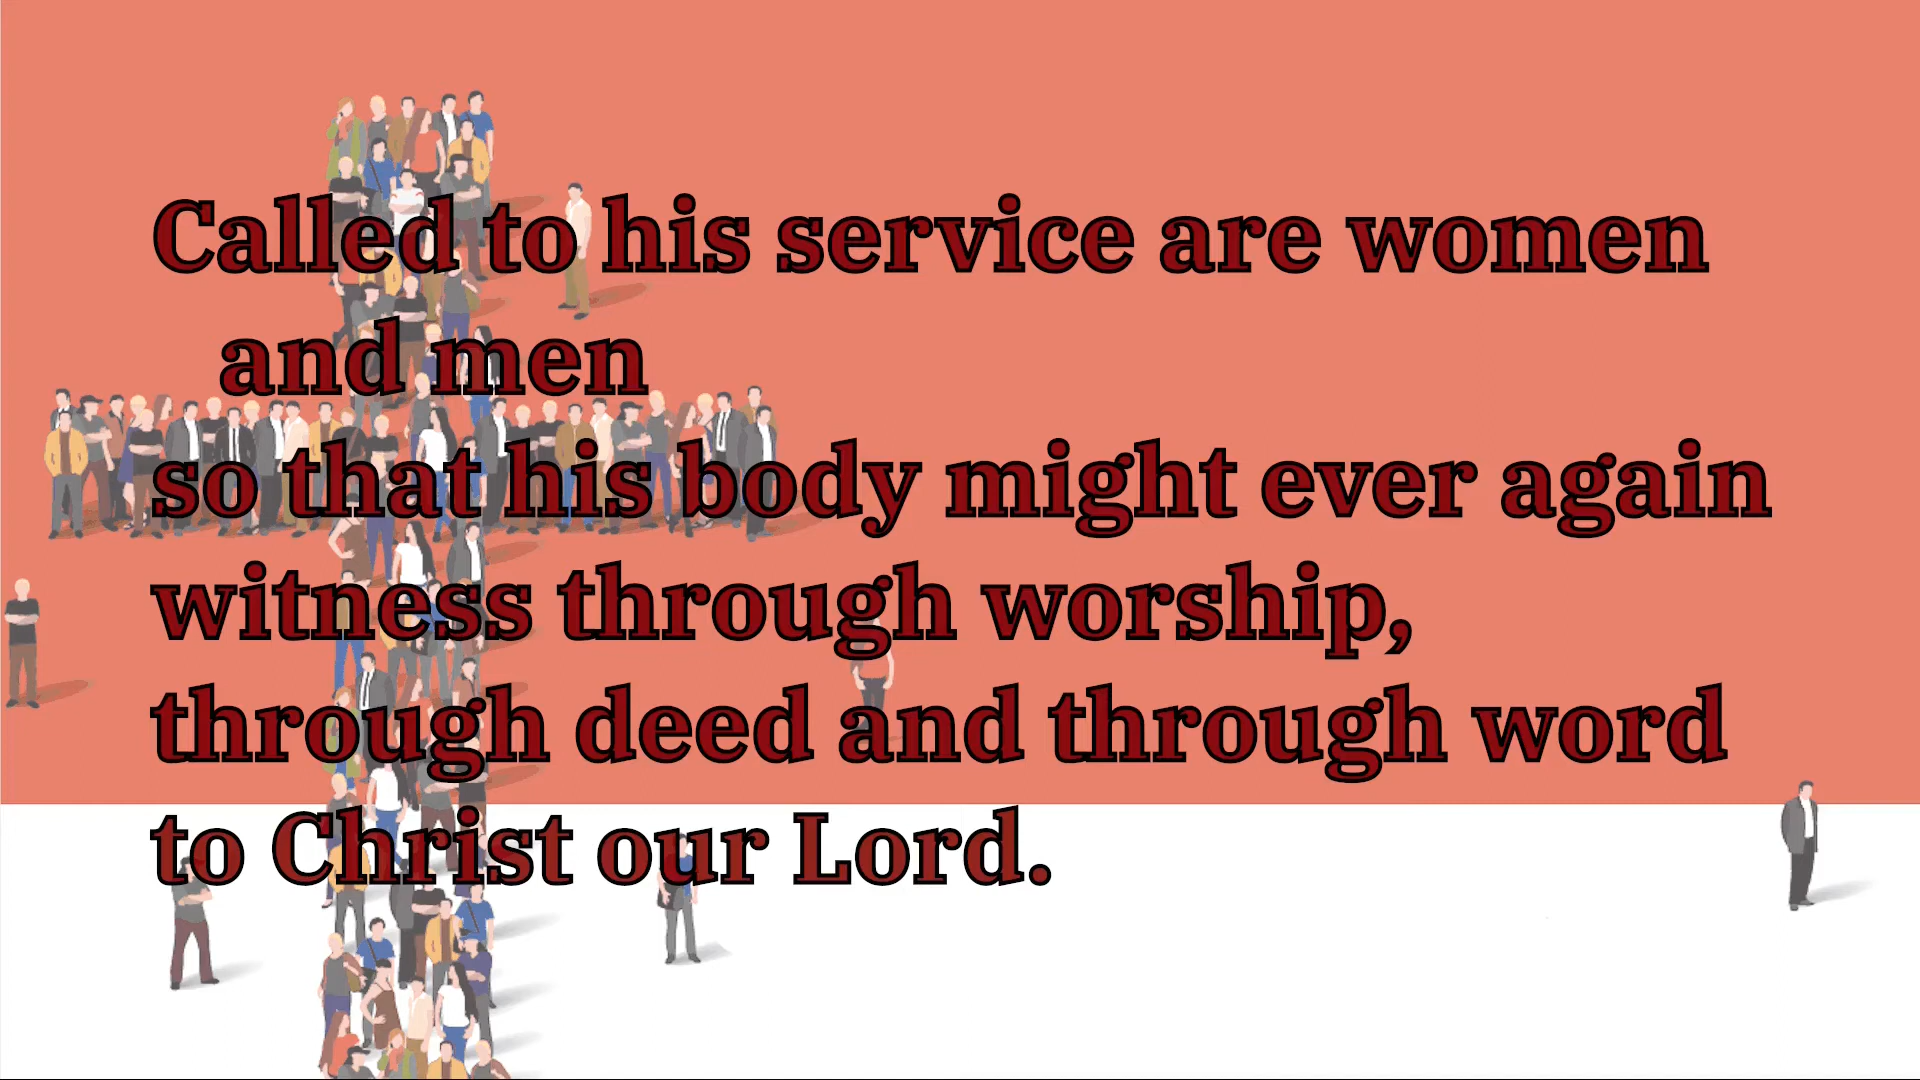 Called to his service are women
and men
so that his body might ever again
witness through worship,
through deed and through word
to Christ our Lord.